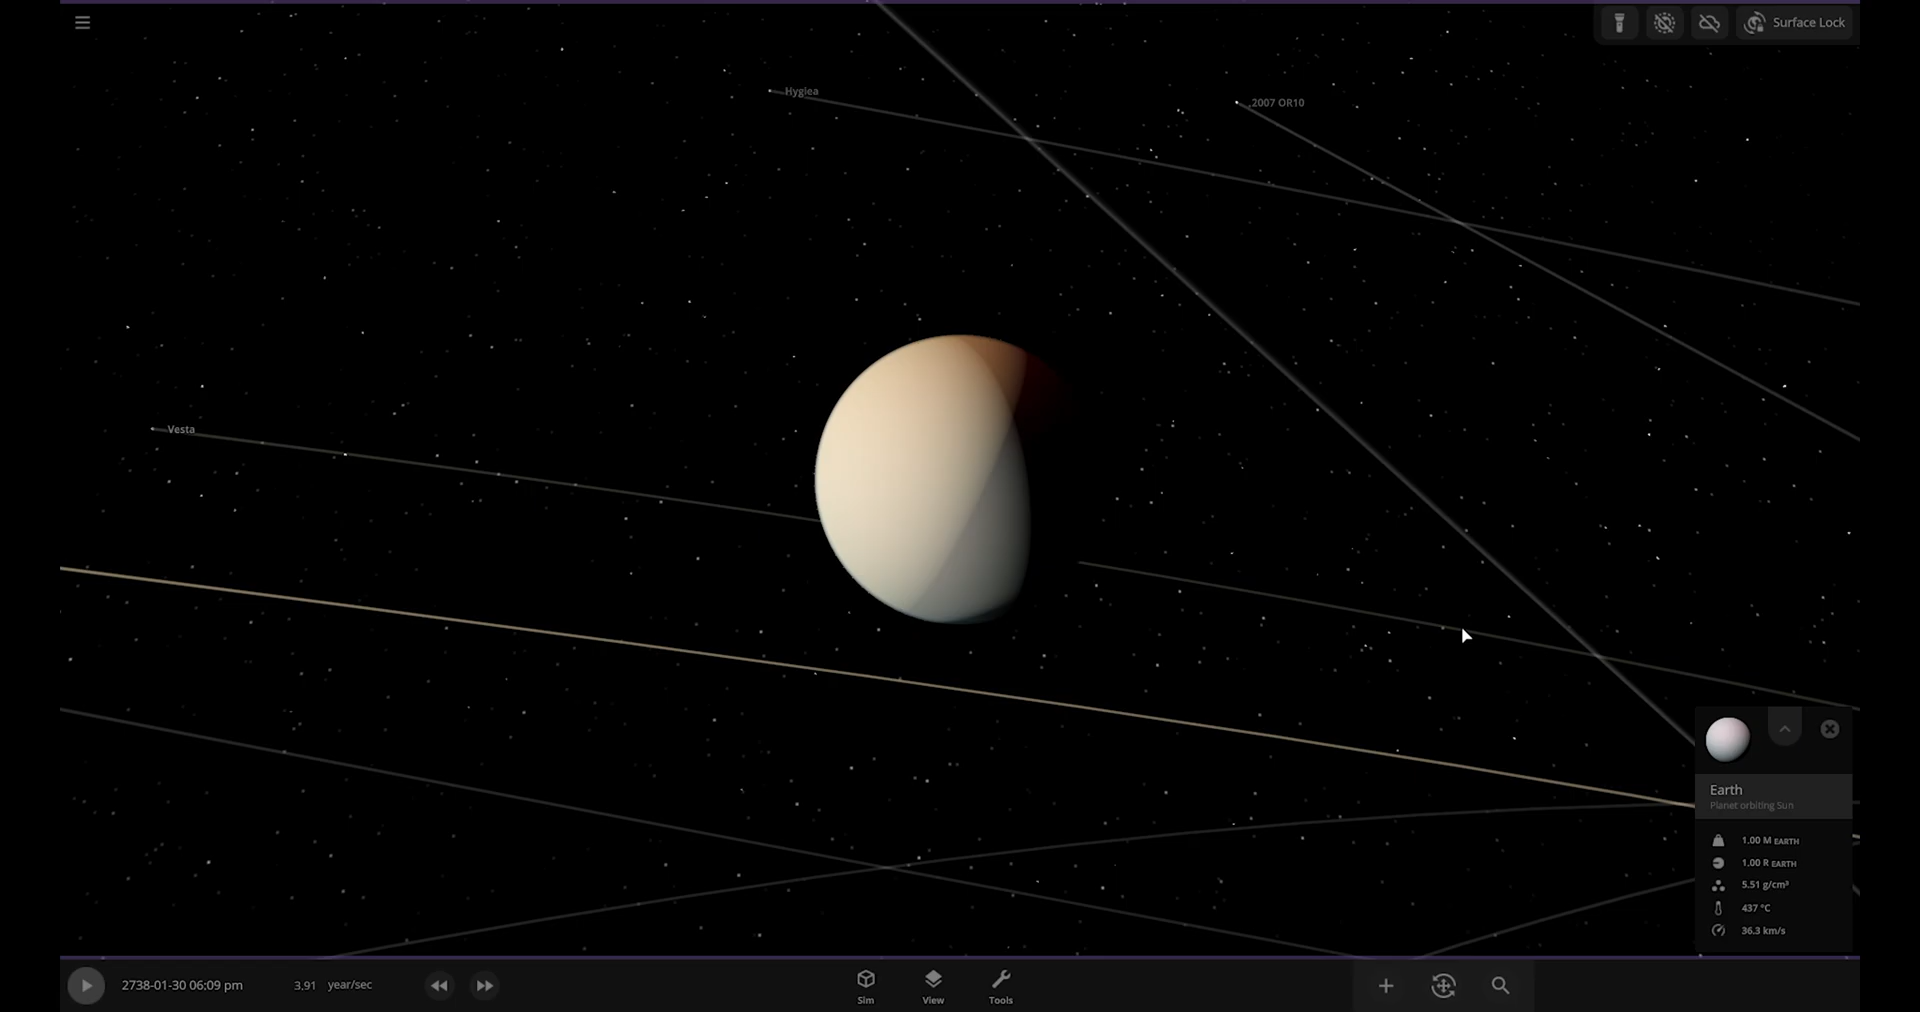 Surface Lock
Hygiea
2007 OR10
Vesta
Earth
Planet orbiting Sun
1.00 M EARTH
1.00 R EARTH
5.51 g/cm³
437 °C
36.3 km/s
2738-01-30 06:09 pm
3.91 year/sec
Sim
View
Tools